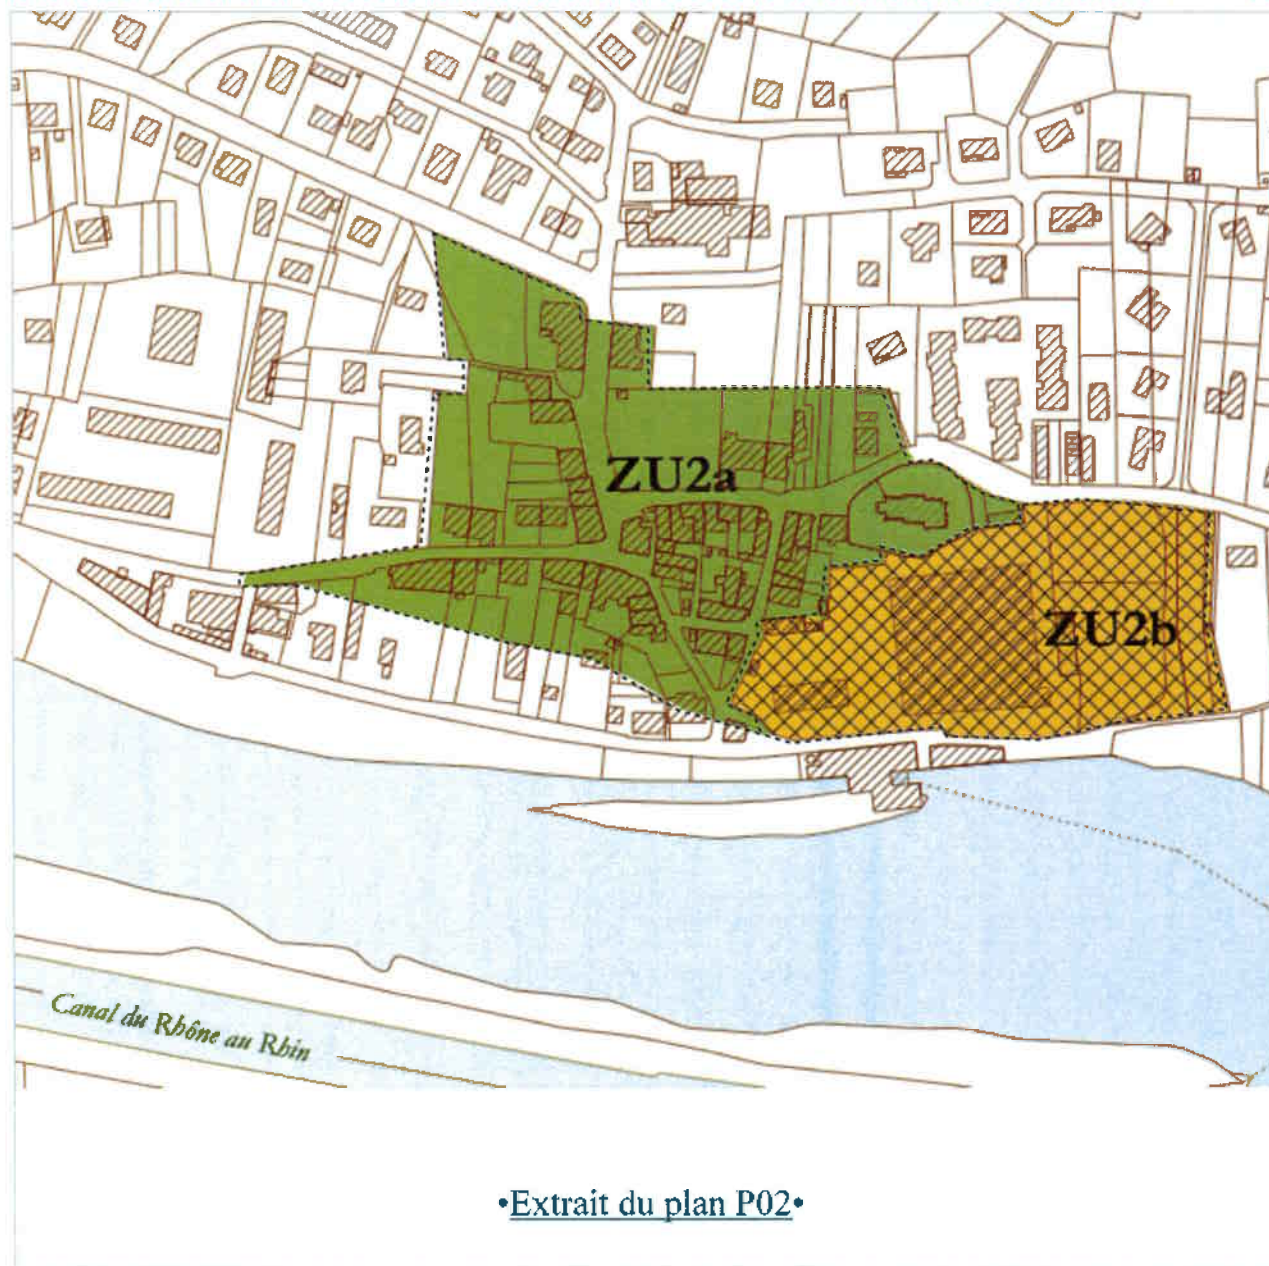 ZU2a
ZU2b
Canal du Rhône au Rhin
•Extrait du plan P02•